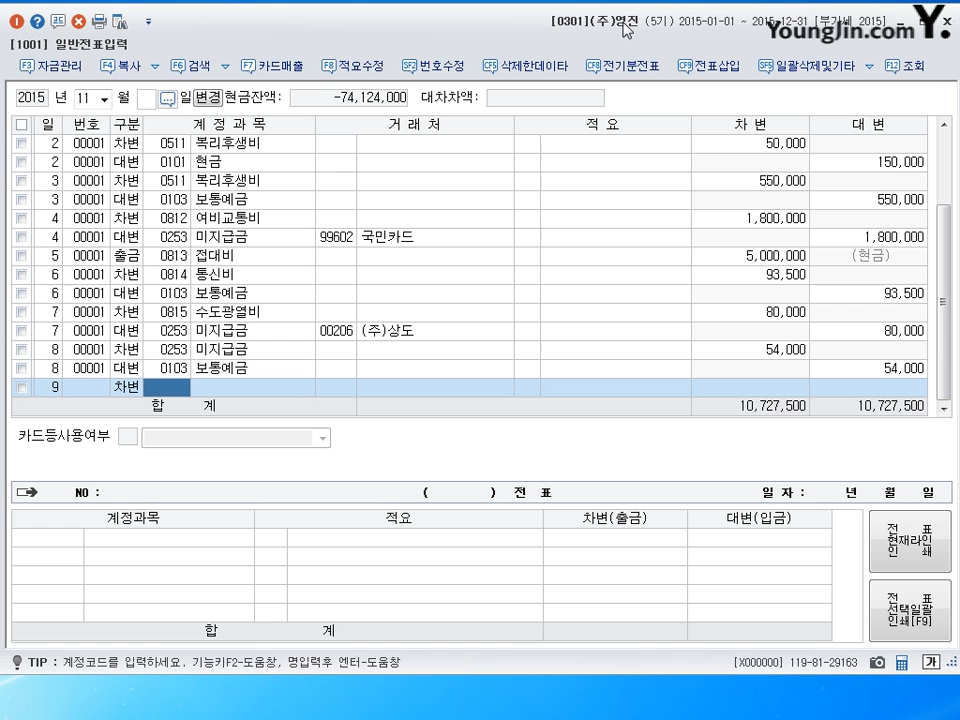 [0301](주)영진 (5기) 2015-01-01 ~ 2015-12-31 [부가세 2015]
YoungJin.com Y.
[1001] 일반전표입력
F3 자금관리 F4 복사 F6 검색 F7 카드매출 F8 적요수정 SF2 번호수정 CF5 삭제한데이타 CF8 전기분전표 CF9 전표삽입 SF5 일괄삭제및기타 F12 조회
2015 년 11 월 ... 일 변경 현금잔액: -74,124,000 대차차액:
일 번호 구분 계 정 과 목 거 래 처 적 요 차 변 대 변
2 00001 차변 0511 복리후생비 50,000
2 00001 대변 0101 현금 150,000
3 00001 차변 0511 복리후생비 550,000
3 00001 대변 0103 보통예금 550,000
4 00001 차변 0812 여비교통비 1,800,000
4 00001 대변 0253 미지급금 99602 국민카드 1,800,000
5 00001 출금 0813 접대비 5,000,000 (현금)
6 00001 차변 0814 통신비 93,500
6 00001 대변 0103 보통예금 93,500
7 00001 차변 0815 수도광열비 80,000
7 00001 대변 0253 미지급금 00206 (주)상도 80,000
8 00001 차변 0253 미지급금 54,000
8 00001 대변 0103 보통예금 54,000
9 차변
합 계 10,727,500 10,727,500
카드등사용여부
NO : ( ) 전 표 일 자 : 년 월 일
계정과목 적요 차변(출금) 대변(입금)
전 표
현재라인
인 쇄
전 표
선택일괄
인쇄[F9]
합 계
TIP : 계정코드를 입력하세요. 기능키F2-도움창, 명입력후 엔터-도움창 [X000000] 119-81-29163 가